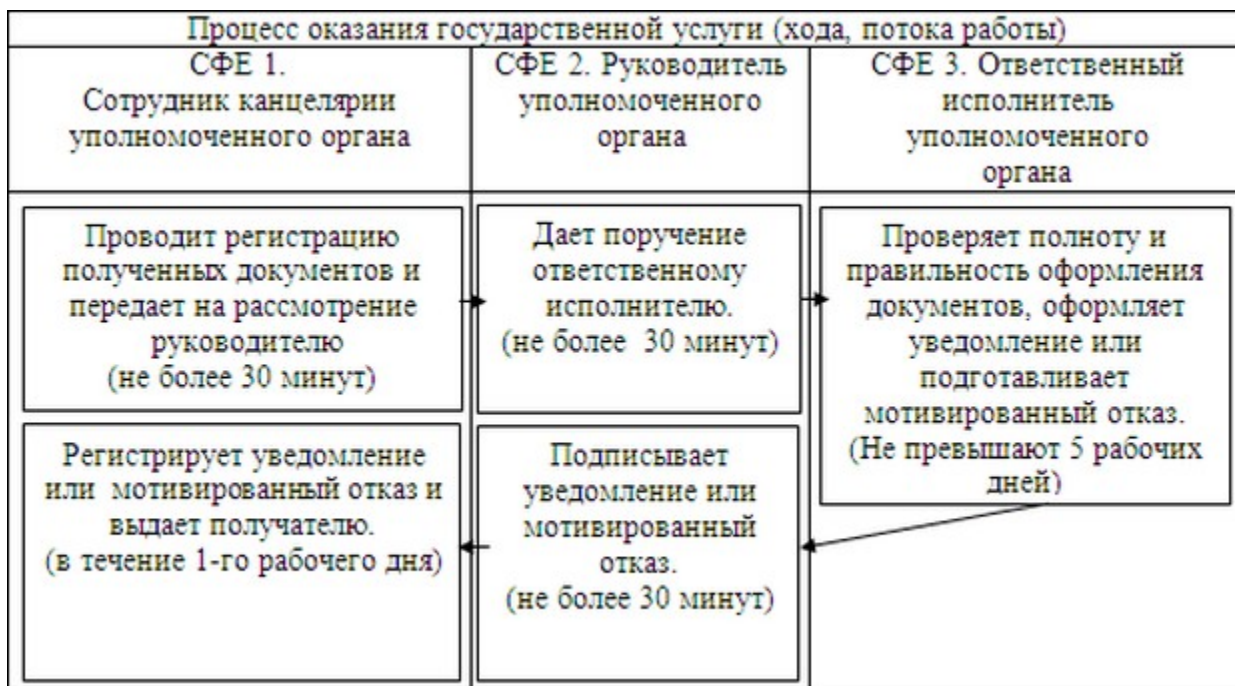 Процесс оказания государственной услуги (хода, потока работы)
СФЕ 1.
Сотрудник канцелярии
уполномоченного органа
СФЕ 2. Руководитель
уполномоченного
органа
СФЕ 3. Ответственный
исполнитель
уполномоченного
органа
Проводит регистрацию
полученных документов и
передает на рассмотрение
руководителю
(не более 30 минут)
Дает поручение
ответственному
исполнителю.
(не более 30 минут)
Проверяет полноту и
правильность оформления
документов, оформляет
уведомление или
подготавливает
мотивированный отказ.
(Не превышают 5 рабочих
дней)
Регистрирует уведомление
или мотивированный отказ и
выдает получателю.
(в течение 1-го рабочего дня)
Подписывает
уведомление или
мотивированный
отказ.
(не более 30 минут)